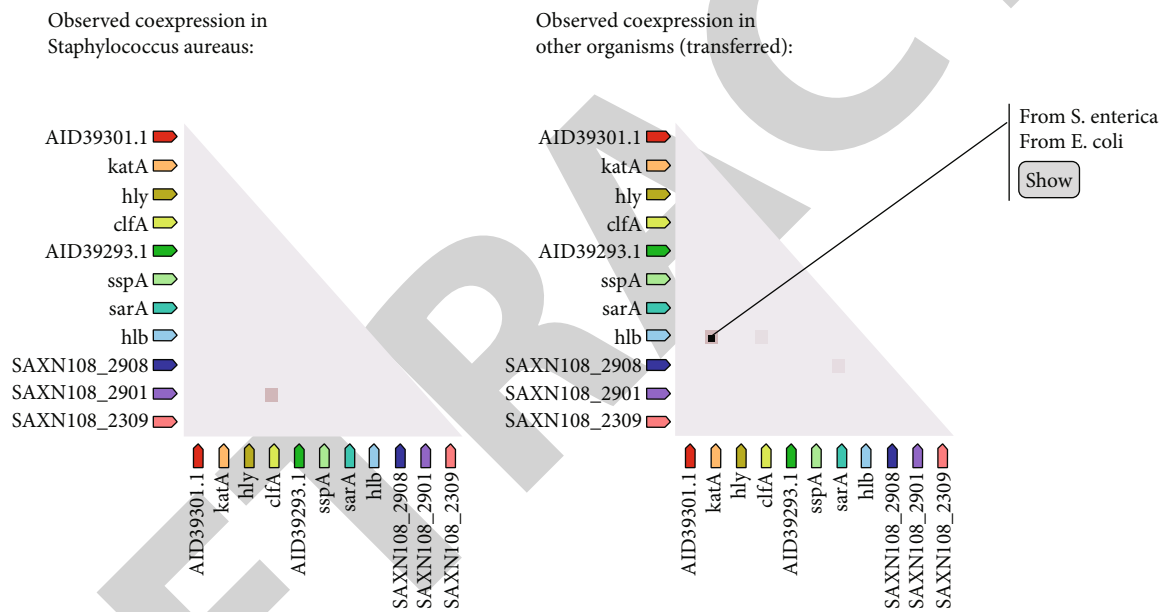 Observed coexpression in
Staphylococcus aureus:
AID39301.1
katA
hly
clfA
AID39293.1
sspA
sarA
hlb
SAXN108_2908
SAXN108_2901
SAXN108_2309
AID39301.1
katA
hly
clfA
AID39293.1
sspA
sarA
hlb
SAXN108_2908
SAXN108_2901
SAXN108_2309
Observed coexpression in
other organisms (transferred):
AID39301.1
katA
hly
clfA
AID39293.1
sspA
sarA
hlb
SAXN108_2908
SAXN108_2901
SAXN108_2309
AID39301.1
katA
hly
clfA
AID39293.1
sspA
sarA
hlb
SAXN108_2908
SAXN108_2901
SAXN108_2309
From S. enterica
From E. coli
Show